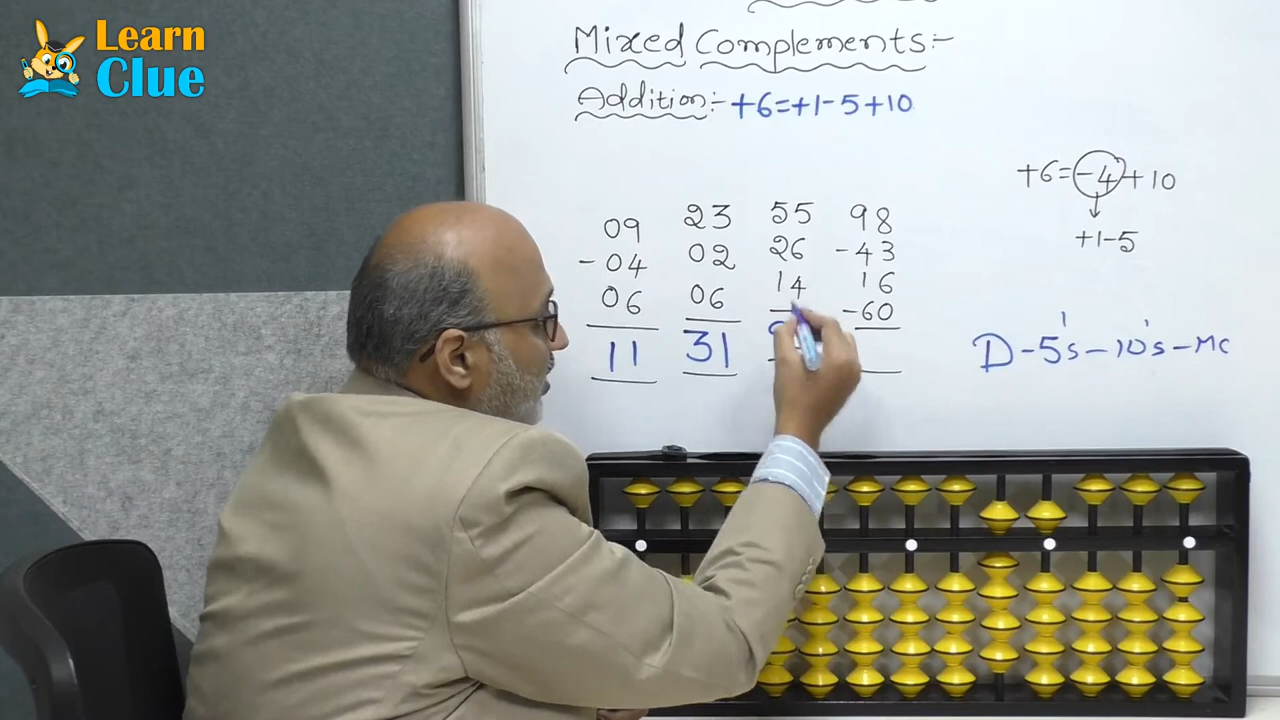 Learn
Clue
Mixed Complements:-
Addition:- +6=+1-5+10
+6=-4+10
+1-5
09 23 55 98
-04 02 26 -43
06 06 14 16
-60
11 31 9
D-5's-10's-MC